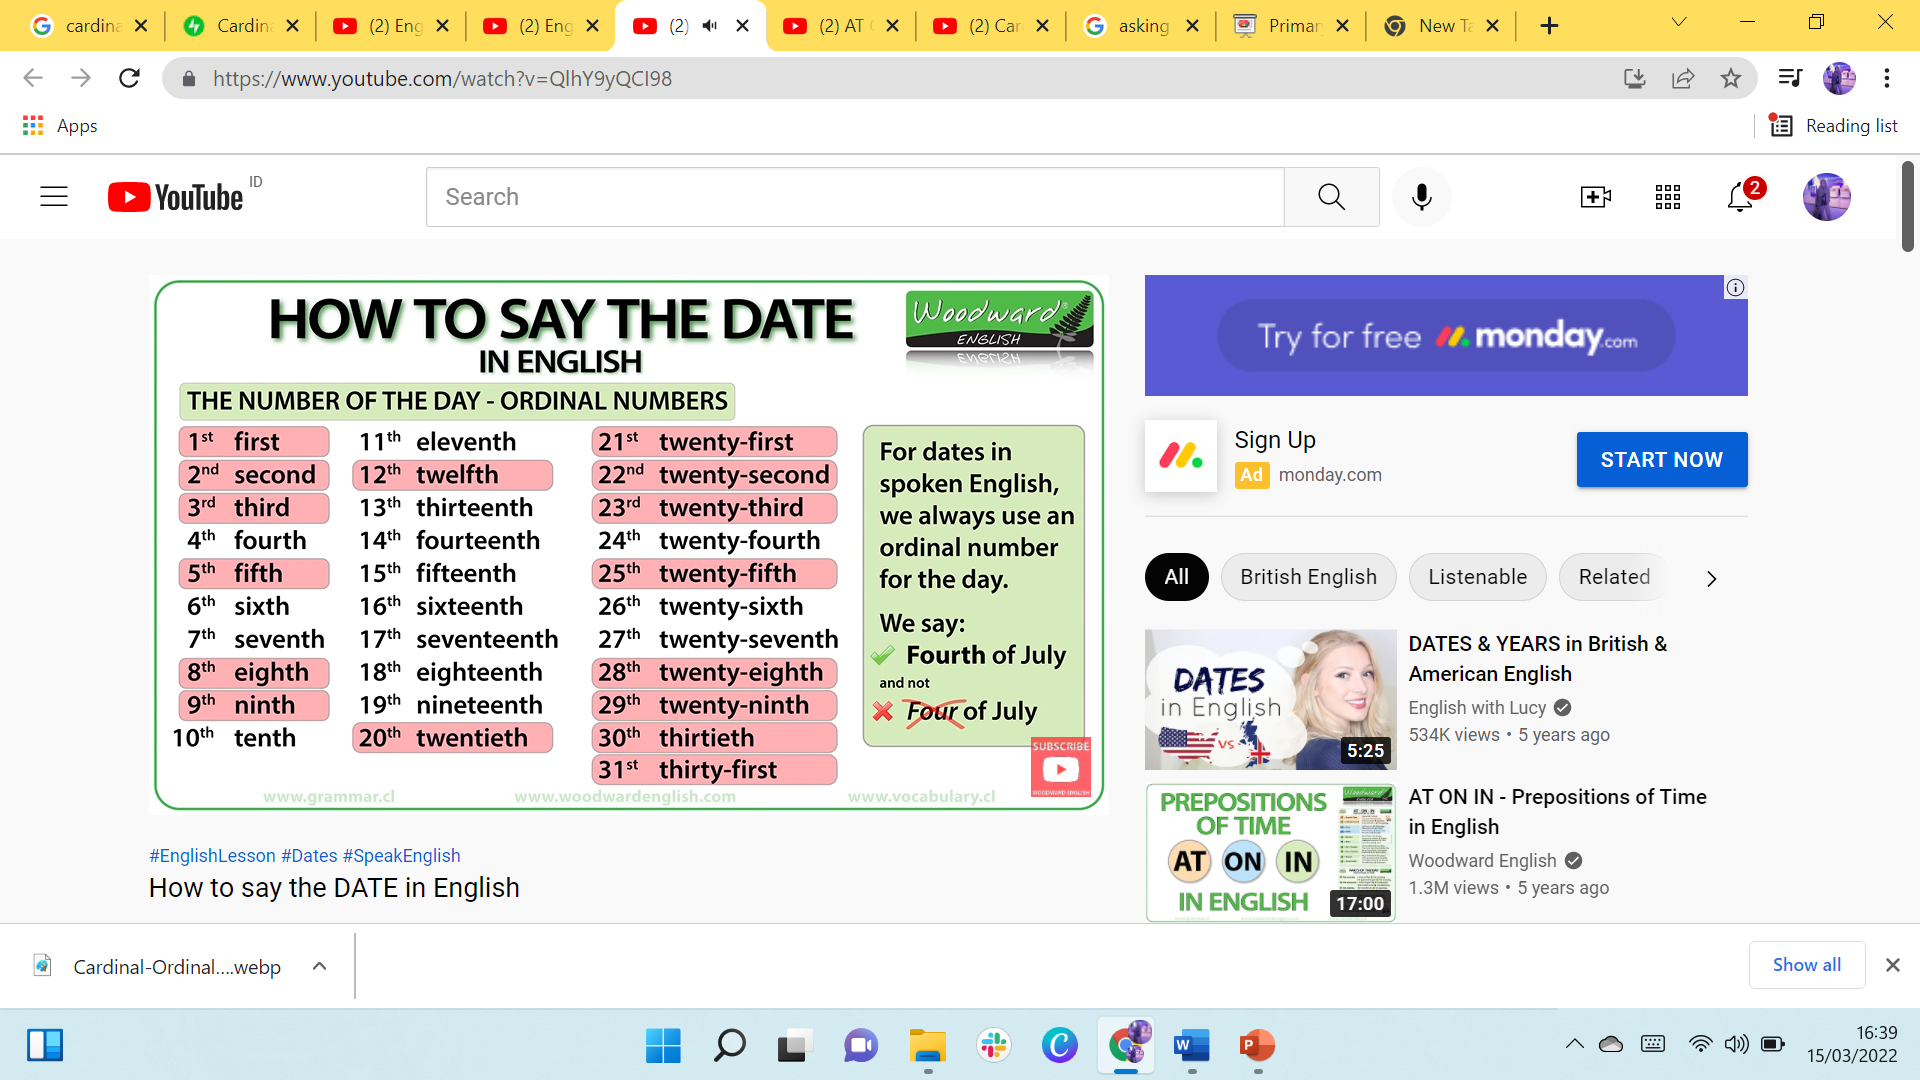 cardina
Cardin
(2) Eng
(2) Eng
(2)
(2) AT
(2) Car
asking
Primar
New Ta
https://www.youtube.com/watch?v=QlhY9yQCI98
Apps
Reading list
YouTube ID
Search
2
HOW TO SAY THE DATE
IN ENGLISH
Woodward®
ENGLISH
THE NUMBER OF THE DAY - ORDINAL NUMBERS
1st first
2nd second
3rd third
4th fourth
5th fifth
6th sixth
7th seventh
8th eighth
9th ninth
10th tenth
11th eleventh
12th twelfth
13th thirteenth
14th fourteenth
15th fifteenth
16th sixteenth
17th seventeenth
18th eighteenth
19th nineteenth
20th twentieth
21st twenty-first
22nd twenty-second
23rd twenty-third
24th twenty-fourth
25th twenty-fifth
26th twenty-sixth
27th twenty-seventh
28th twenty-eighth
29th twenty-ninth
30th thirtieth
31st thirty-first
For dates in
spoken English,
we always use an
ordinal number
for the day.
We say:
Fourth of July
and not
Four of July
SUBSCRIBE
WOODWARD ENGLISH
www.grammar.cl
www.woodwardenglish.com
www.vocabulary.cl
#EnglishLesson #Dates #SpeakEnglish
How to say the DATE in English
Try for free monday.com
Sign Up
Ad monday.com
START NOW
All
British English
Listenable
Related
DATES
in English
vs
5:25
DATES & YEARS in British &
American English
English with Lucy
534K views • 5 years ago
PREPOSITIONS
OF TIME
AT ON IN
IN ENGLISH
17:00
AT ON IN - Prepositions of Time
in English
Woodward English
1.3M views • 5 years ago
Cardinal-Ordinal....webp
Show all
16:39
15/03/2022